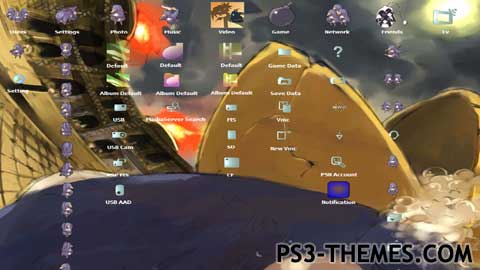 Users Settings Photo Music Video Game Network Friends Tv
Default Default Default Game Data
Setting Album Default Album Default Album Default Save Data
USB MediaServer Search MS Vmc
USB Cam SD New Vmc
CF PSN Account
USB AAD Notification
PS3-THEMES.COM